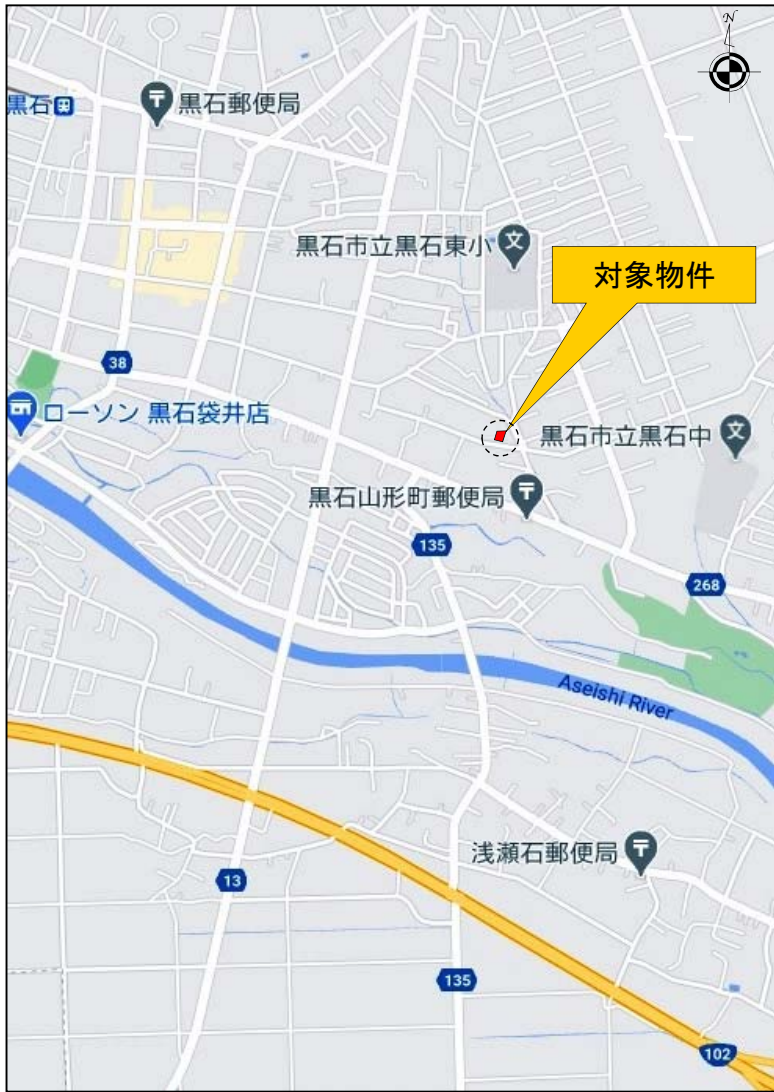 N
黒石
黒石郵便局
黒石市立黒石東小
文
対象物件
38
ローソン 黒石袋井店
黒石市立黒石中
文
黒石山形町郵便局
135
268
Aseishi River
浅瀬石郵便局
13
135
102